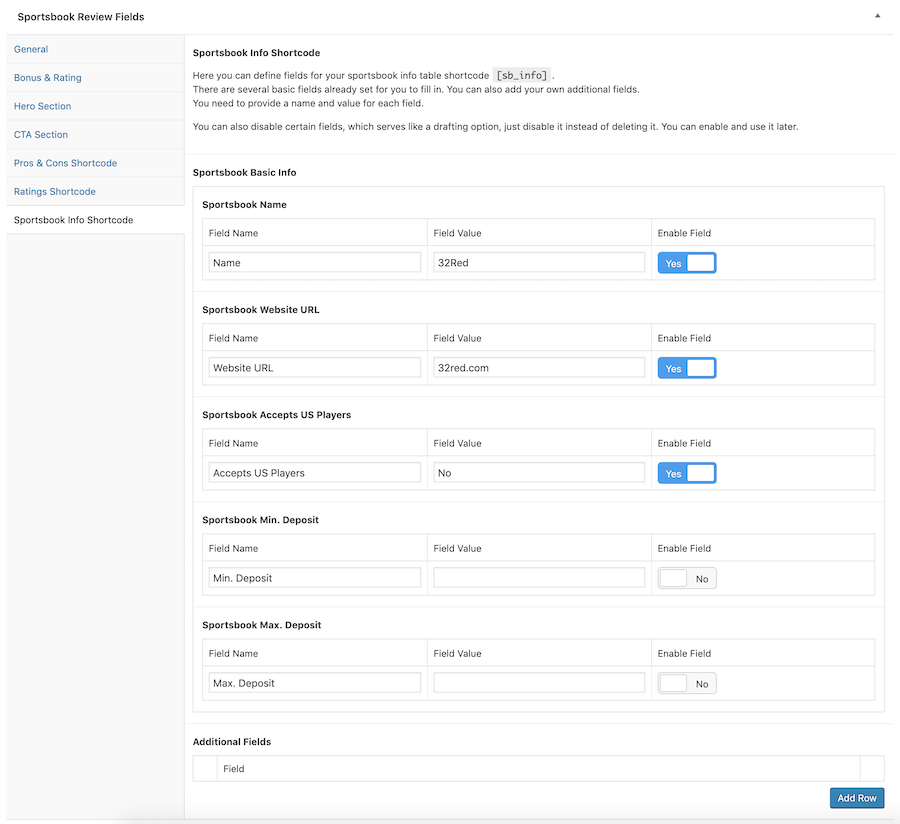 Sportsbook Review Fields
General
Bonus & Rating
Hero Section
CTA Section
Pros & Cons Shortcode
Ratings Shortcode
Sportsbook Info Shortcode
Sportsbook Info Shortcode
Here you can define fields for your sportsbook info table shortcode [sb_info].
There are several basic fields already set for you to fill in. You can also add your own additional fields.
You need to provide a name and value for each field.
You can also disable certain fields, which serves like a drafting option, just disable it instead of deleting it. You can enable and use it later.
Sportsbook Basic Info
Sportsbook Name
Field Name Field Value Enable Field
Name 32Red Yes
Sportsbook Website URL
Field Name Field Value Enable Field
Website URL 32red.com Yes
Sportsbook Accepts US Players
Field Name Field Value Enable Field
Accepts US Players No Yes
Sportsbook Min. Deposit
Field Name Field Value Enable Field
Min. Deposit No
Sportsbook Max. Deposit
Field Name Field Value Enable Field
Max. Deposit No
Additional Fields
Field
Add Row